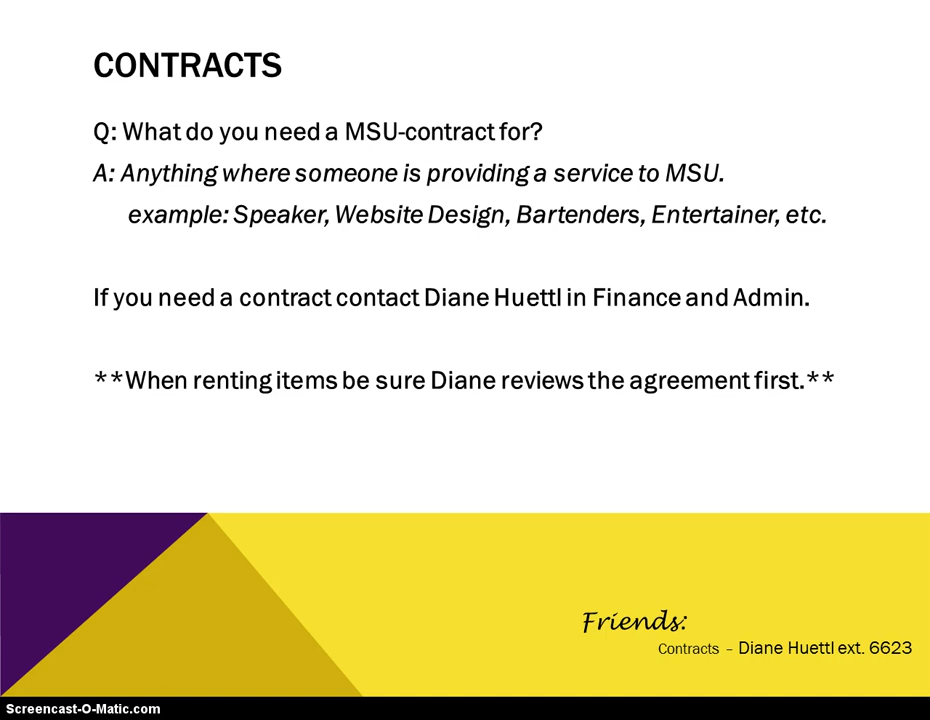 CONTRACTS
Q: What do you need a MSU-contract for?
A: Anything where someone is providing a service to MSU.
example: Speaker, Website Design, Bartenders, Entertainer, etc.
If you need a contract contact Diane Huettl in Finance and Admin.
**When renting items be sure Diane reviews the agreement first.**
Friends:
Contracts – Diane Huettl ext. 6623
Screencast-O-Matic.com